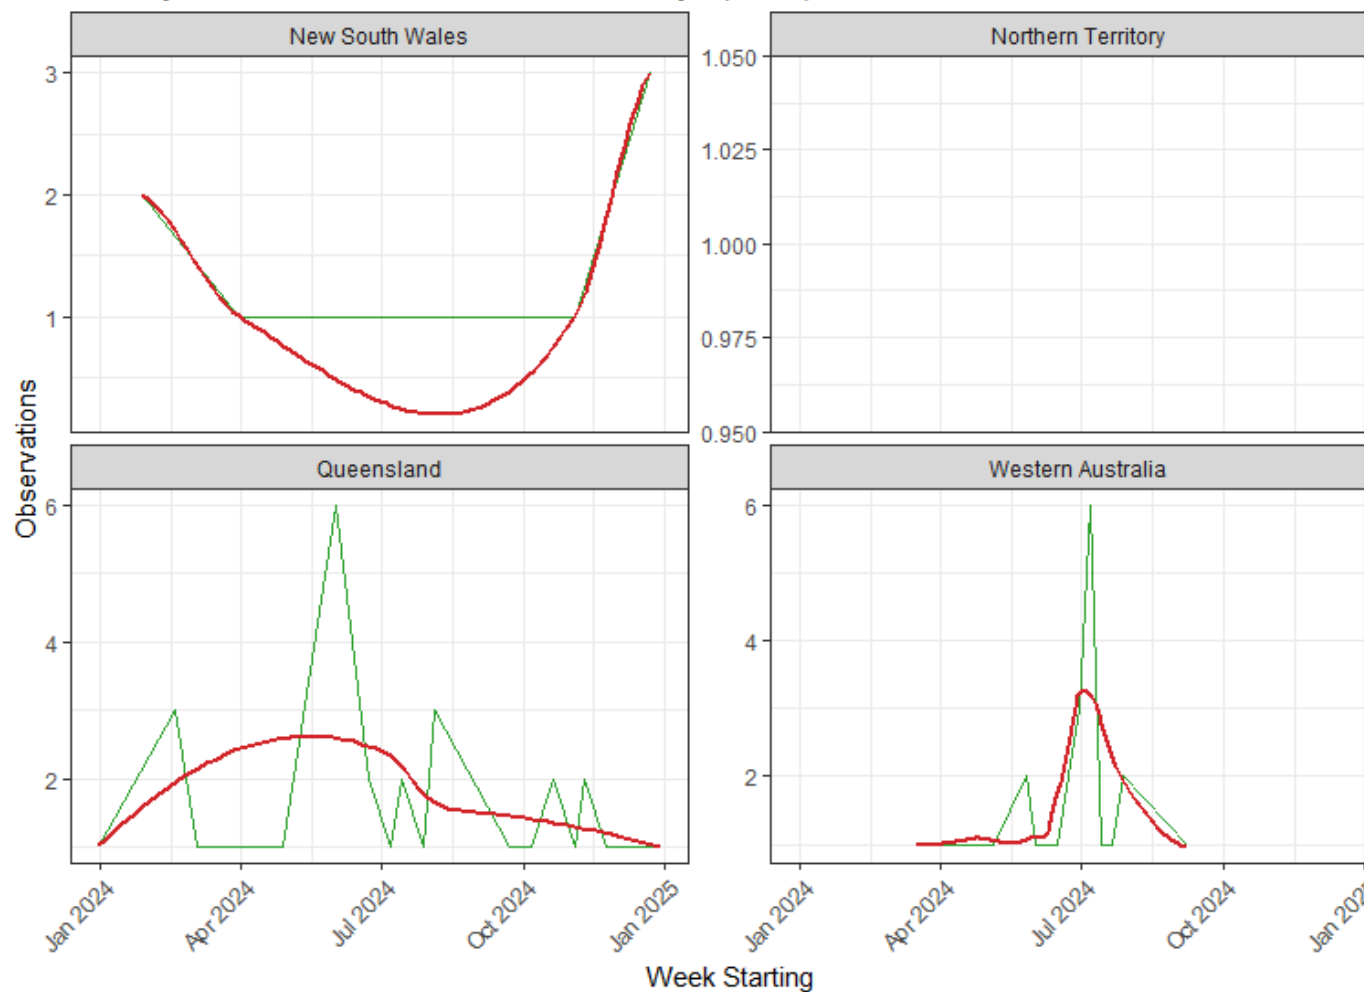 New South Wales
Northern Territory
3
2
1
1.050
1.025
1.000
0.975
0.950
Observations
Queensland
Western Australia
6
4
2
6
4
2
Jan 2024
Apr 2024
Jul 2024
Oct 2024
Jan 2025
Jan 2024
Apr 2024
Jul 2024
Oct 2024
Week Starting